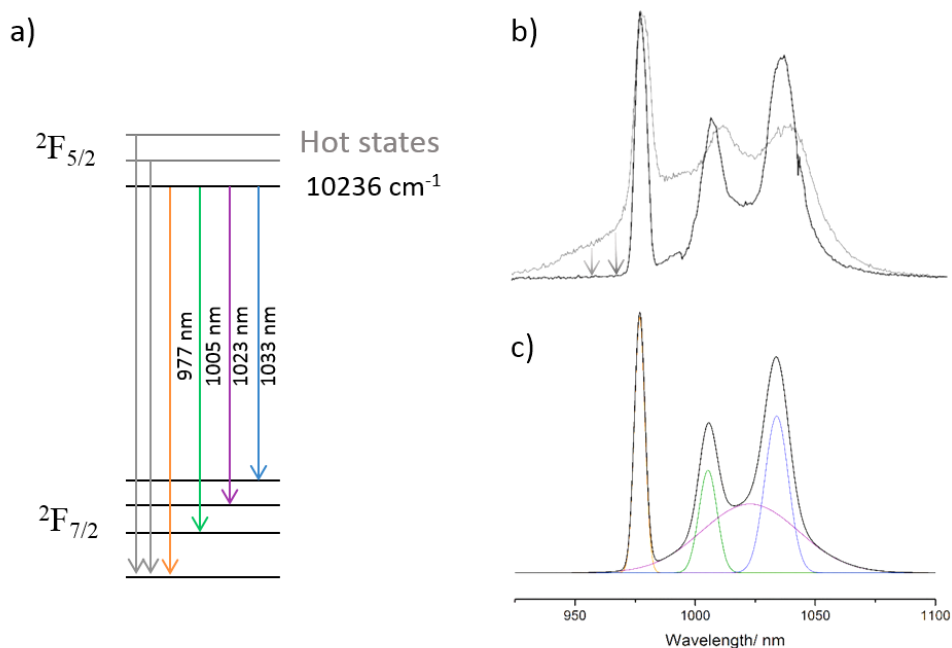 a)
²F₅/₂
Hot states
10236 cm⁻¹
977 nm
1005 nm
1023 nm
1033 nm
²F₇/₂
b)
c)
950 1000 1050 1100
Wavelength/ nm